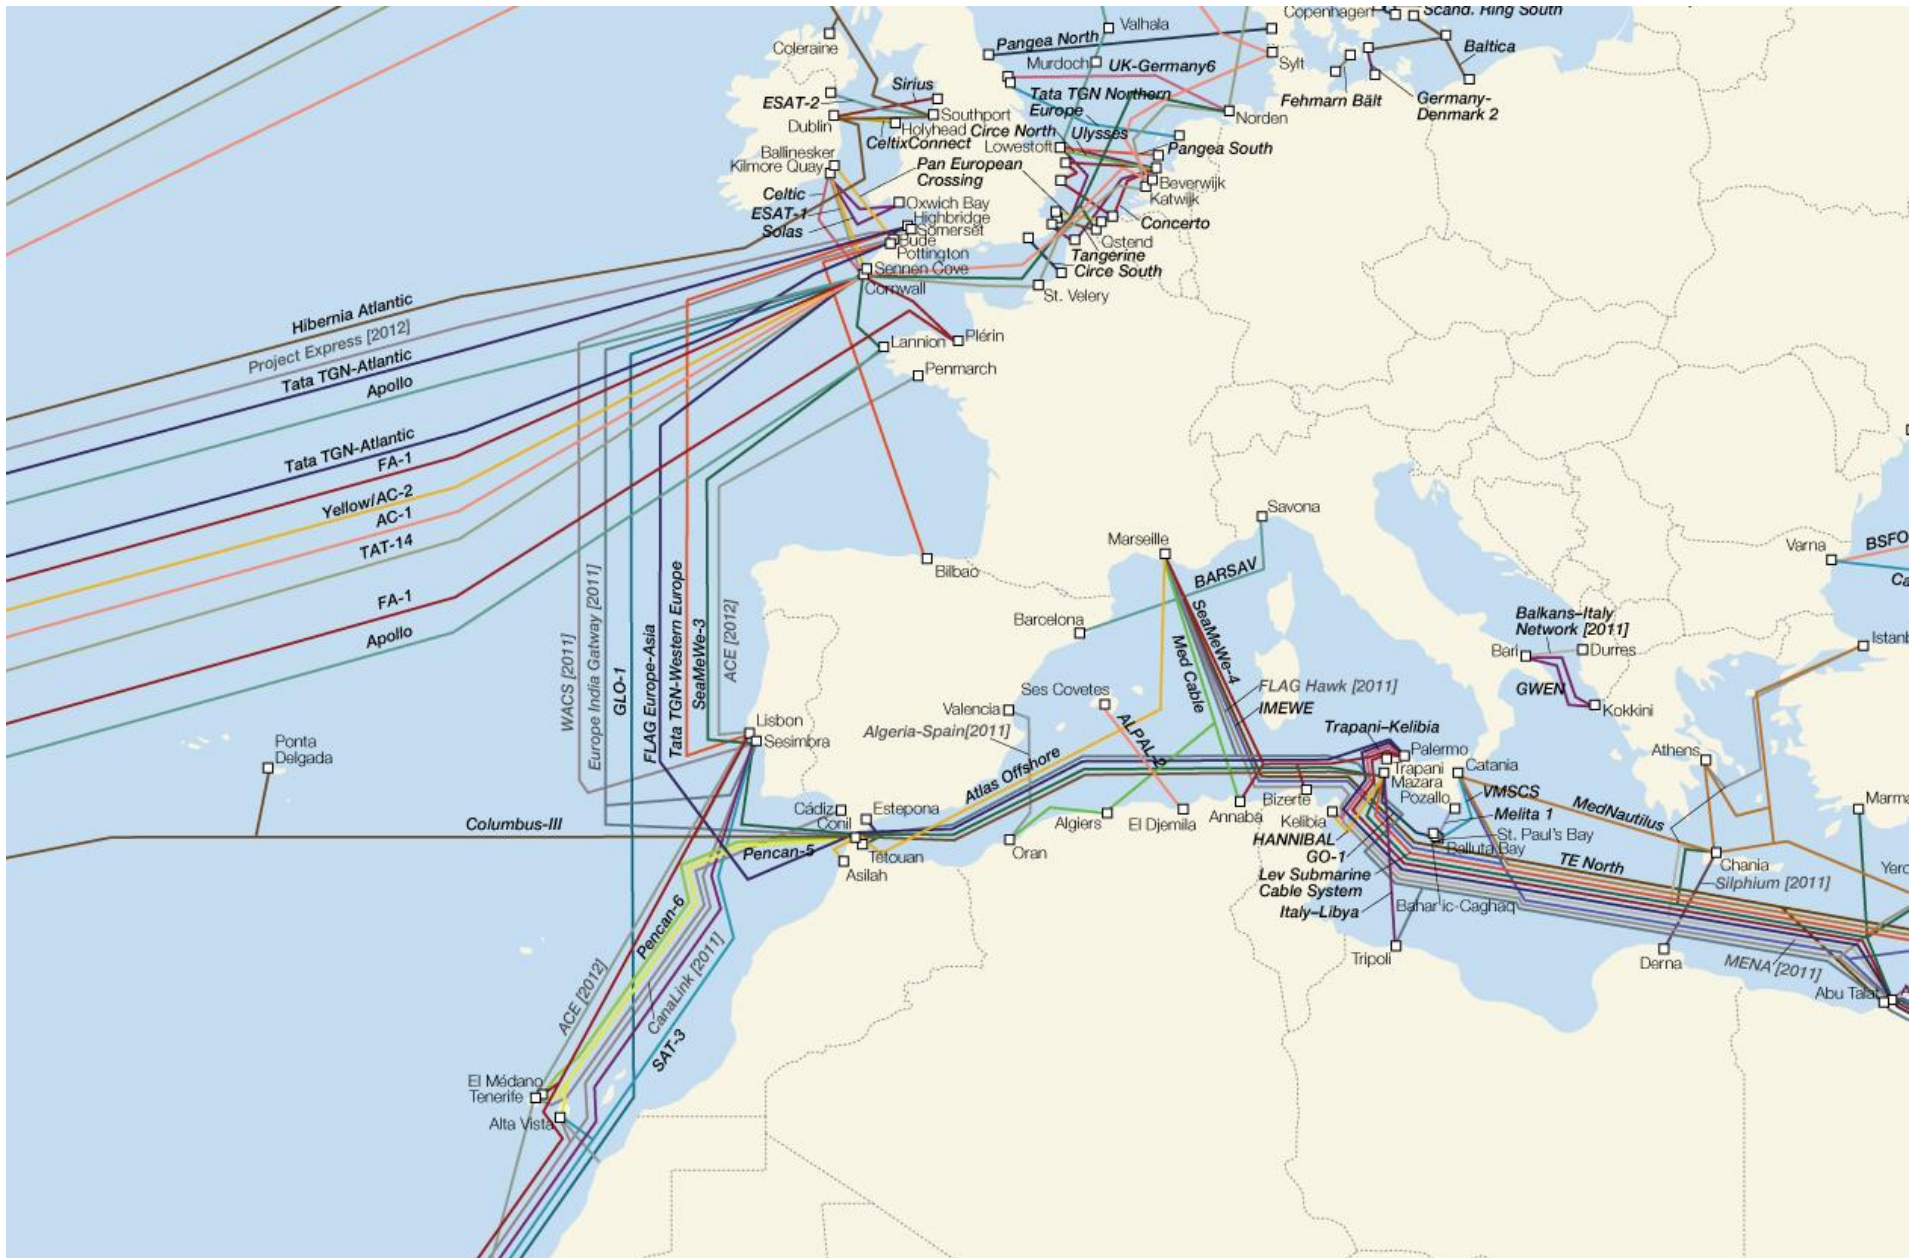 Valhala
Copenhagen
Scand. Ring South
Coleraine
Pangea North
Murdoch
UK-Germany6
Sylt
Baltica
Sirius
ESAT-2
Tata TGN Northern
Europe
Fehmarn Bält
Germany-
Denmark 2
Southport
Dublin
Holyhead
Circe North
Ulysses
Norden
CeltixConnect
Lowestoft
Pangea South
Ballinesker
Kilmore Quay
Pan European
Crossing
Beverwijk
Katwijk
Celtic
ESAT-1
Solas
Oxwich Bay
Highbridge
Somerset
Bude
Pottington
Concerto
Ostend
Tangerine
Circe South
Sennen Cove
Cornwall
St. Velery
Hibernia Atlantic
Project Express [2012]
Tata TGN-Atlantic
Apollo
Lannion
Plérin
Penmarch
Tata TGN-Atlantic
FA-1
Yellow/AC-2
AC-1
TAT-14
FA-1
Apollo
Bilbao
Marseille
Savona
BARSAV
Barcelona
Varna
BSFO
Ca
WACS [2011]
Europe India Gatway [2011]
GLO-1
FLAG Europe-Asia
Tata TGN-Western Europe
SeaMeWe-3
ACE [2012]
Med Cable
SeaMeWe-4
Balkans–Italy
Network [2011]
Bari
Durres
GWEN
Kokkini
Istanb
Ses Covetes
Valencia
Algeria-Spain[2011]
ALPAL-2
FLAG Hawk [2011]
IMEWE
Trapani–Kelibia
Lisbon
Sesimbra
Ponta
Delgada
Atlas Offshore
Palermo
Trapani
Mazara
Catania
Athens
Pozallo
VMSCS
Melita 1
MedNautilus
Marma
Cádiz
Estepona
Conil
Columbus-III
Pencan-5
Tétouan
Asilah
Oran
Algiers
El Djemila
Annaba
Bizerte
Kelibia
HANNIBAL
GO-1
Lev Submarine
Cable System
Italy–Libya
St. Paul's Bay
Balluta Bay
Bahar ic-Caghaq
TE North
Chania
Silphium [2011]
Yero
Pencan-6
Tripoli
Derna
MENA [2011]
Abu Talat
A
ACE [2012]
CanaLink [2011]
SAT-3
El Médano
Tenerife
Alta Vista